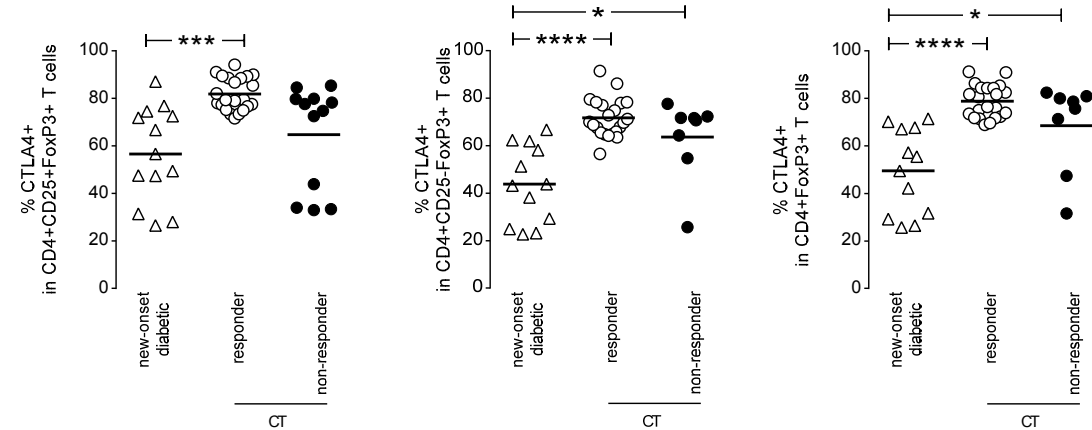 % CTLA4+
in CD4+CD25+FoxP3+ T cells
100
80
60
40
20
0
***
new-onset
diabetic
responder
non-responder
CT
% CTLA4+
in CD4+CD25-FoxP3+ T cells
100
80
60
40
20
0
*
****
new-onset
diabetic
responder
non-responder
CT
% CTLA4+
in CD4+FoxP3+ T cells
100
80
60
40
20
0
*
****
new-onset
diabetic
responder
non-responder
CT